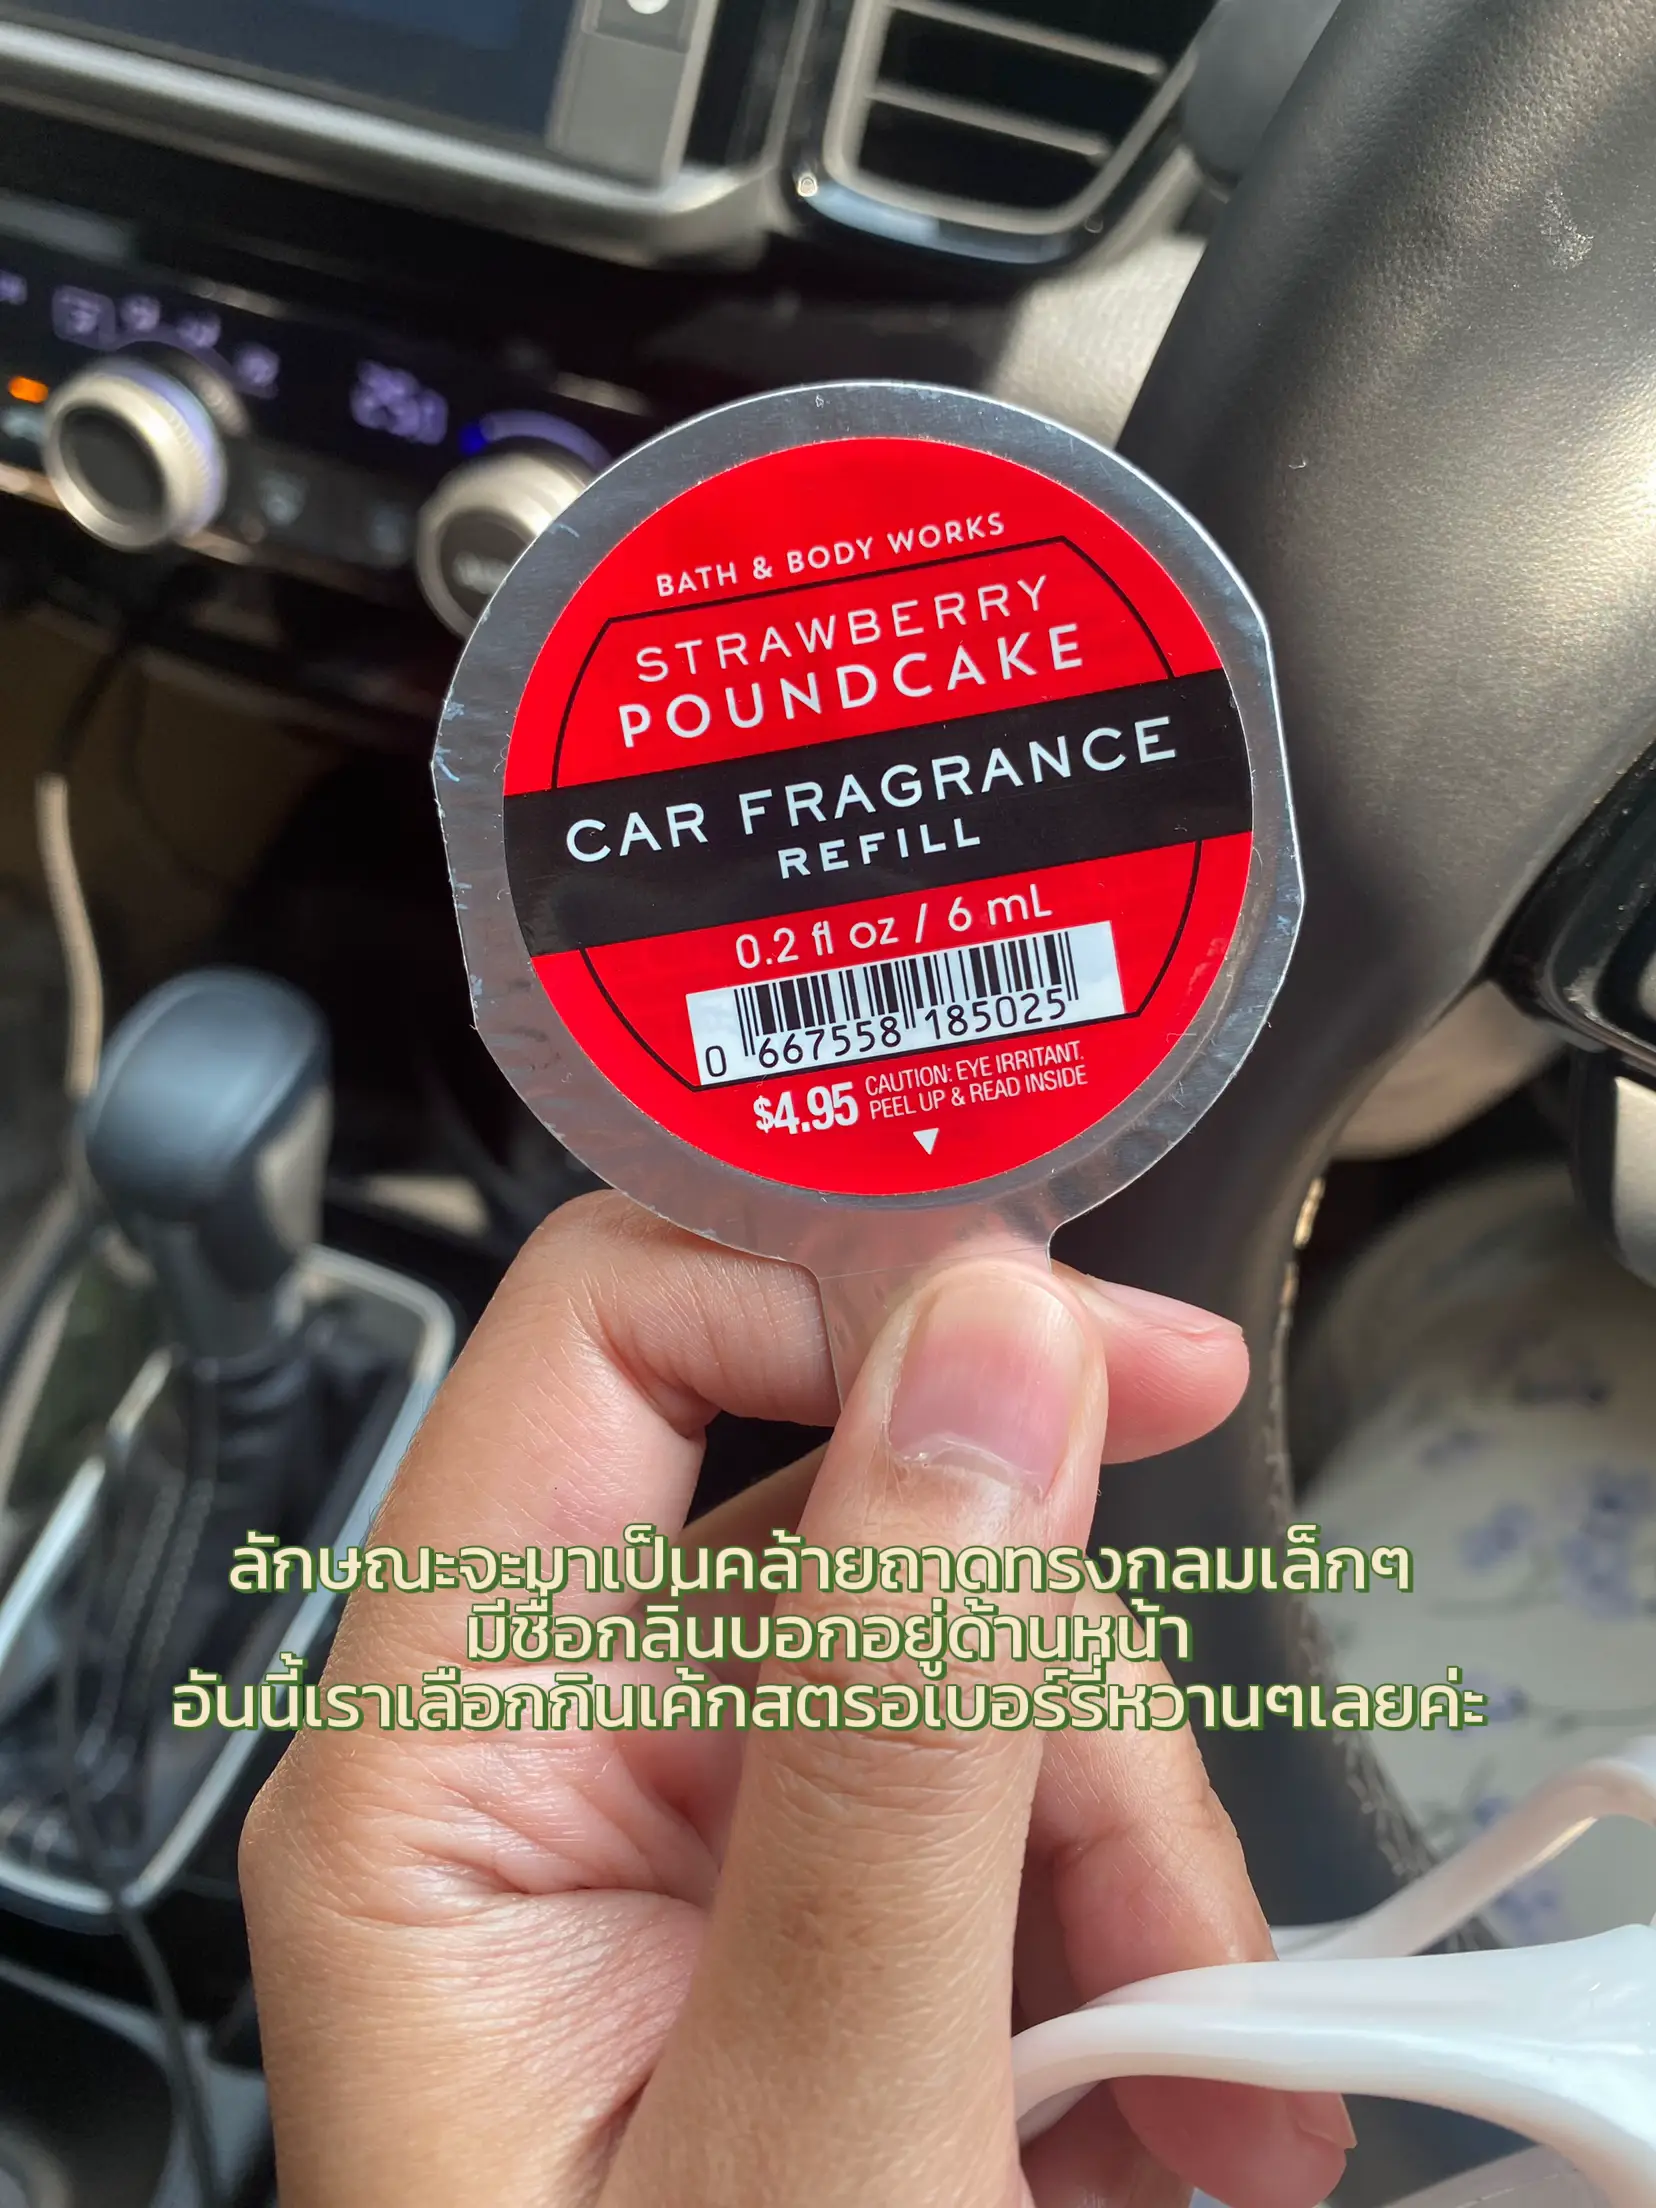 BATH & BODY WORKS
STRAWBERRY
POUNDCAKE
CAR FRAGRANCE
REFILL
0.2 fl oz / 6 mL
0 667558 185025
$4.95 CAUTION: EYE IRRITANT.
PEEL UP & READ INSIDE
ลักษณะจะมาเป็นคล้ายถาดทรงกลมเล็กๆ
มีชื่อกลิ่นบอกอยู่ด้านหน้า
อันนี้เราเลือกกินเค้กสตรอเบอร์รี่หวานๆเลยค่ะ